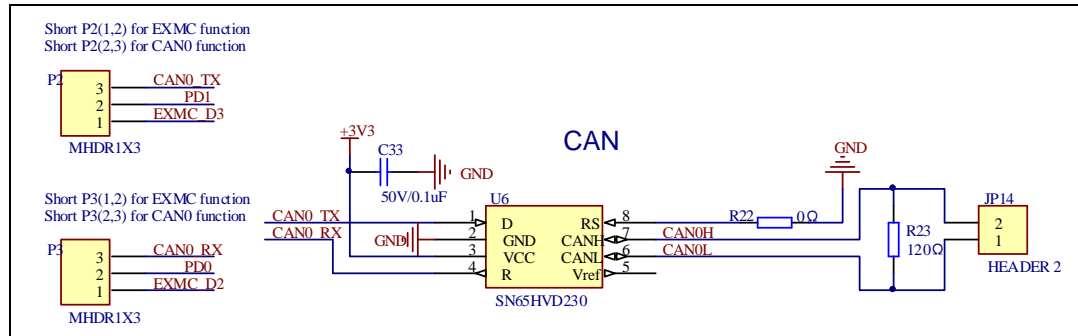 Short P2(1,2) for EXMC function
Short P2(2,3) for CAN0 function
P2
3 CAN0_TX
2 PD1
1 EXMC_D3
MHDR1X3
Short P3(1,2) for EXMC function
Short P3(2,3) for CAN0 function
P3
3 CAN0_RX
2 PD0
1 EXMC_D2
MHDR1X3
CAN
+3V3
C33
GND
50V/0.1uF
U6
CAN0_TX 1 D
GND 2 GND
3 VCC
CAN0_RX 4 R
RS 8
CANH 7 CAN0H
CANL 6 CAN0L
Vref 5
SN65HVD230
R22 0Ω
GND
R23
120Ω
JP14
2
1
HEADER 2